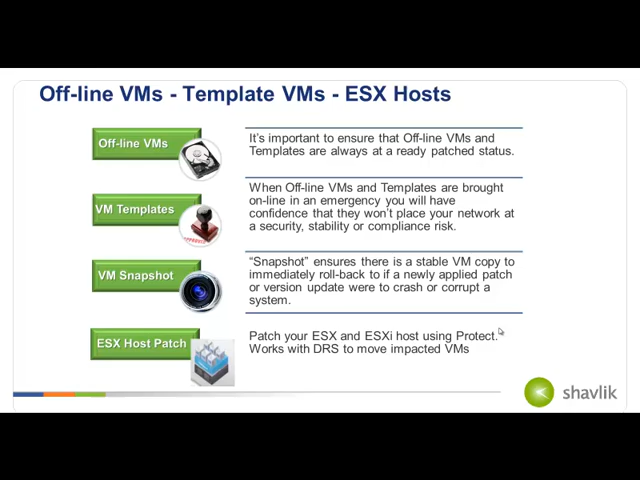 Off-line VMs - Template VMs - ESX Hosts
Off-line VMs
It's important to ensure that Off-line VMs and
Templates are always at a ready patched status.
VM Templates
When Off-line VMs and Templates are brought
on-line in an emergency you will have
confidence that they won't place your network at
a security, stability or compliance risk.
VM Snapshot
“Snapshot” ensures there is a stable VM copy to
immediately roll-back to if a newly applied patch
or version update were to crash or corrupt a
system.
ESX Host Patch
Patch your ESX and ESXi host using Protect.
Works with DRS to move impacted VMs
shavlik